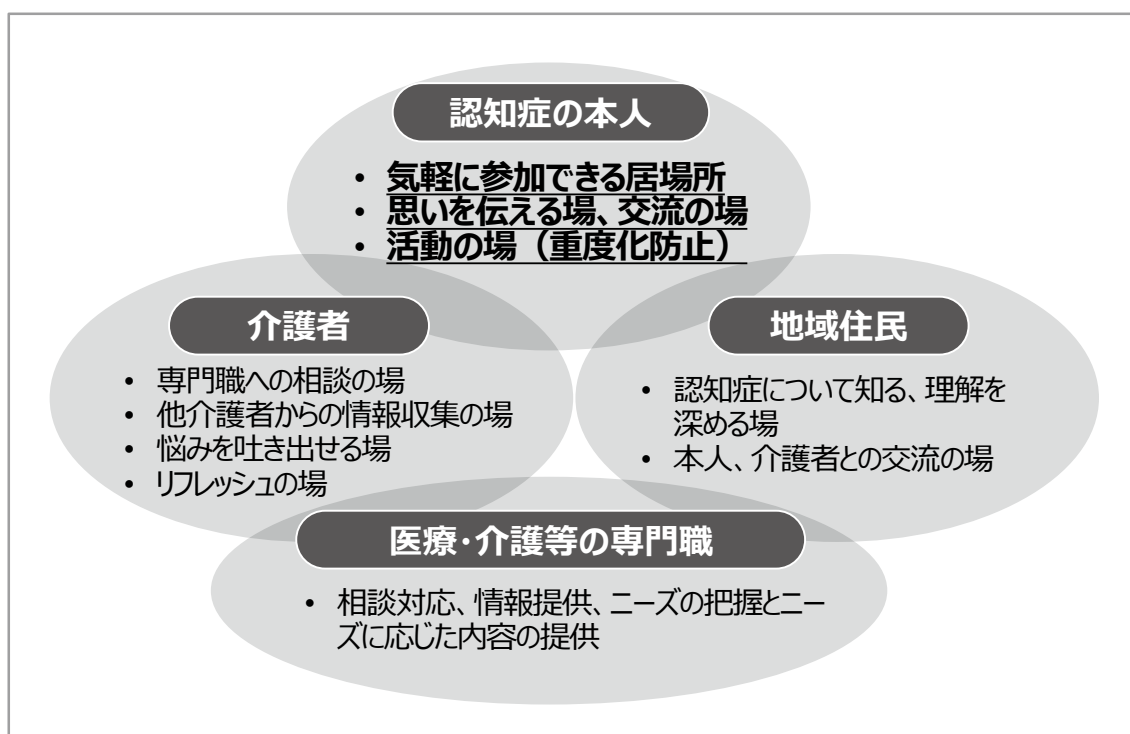 認知症の本人
• 気軽に参加できる居場所
• 思いを伝える場、交流の場
• 活動の場（重度化防止）
介護者
• 専門職への相談の場
• 他介護者からの情報収集の場
• 悩みを吐き出せる場
• リフレッシュの場
地域住民
• 認知症について知る、理解を
深める場
• 本人、介護者との交流の場
医療・介護等の専門職
• 相談対応、情報提供、ニーズの把握とニー
ズに応じた内容の提供